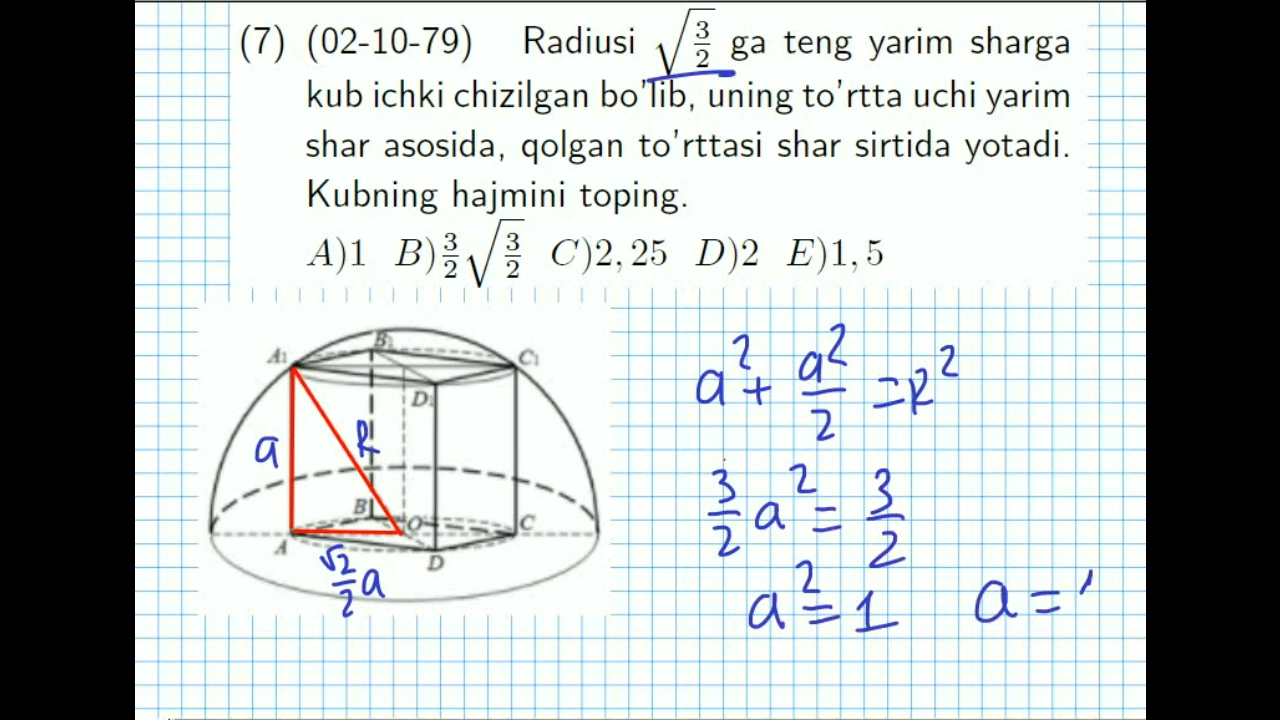 (7) (02-10-79) Radiusi √(3/2) ga teng yarim sharga
kub ichki chizilgan bo'lib, uning to'rtta uchi yarim
shar asosida, qolgan to'rttasi shar sirtida yotadi.
Kubning hajmini toping.
A)1 B)3/2√(3/2) C)2,25 D)2 E)1,5
A₁ B₁ C₁
D₁
a R
B O C
A D
√2/2 a
a² + a²/2 = R²
3/2 a² = 3/2
a² = 1 a =